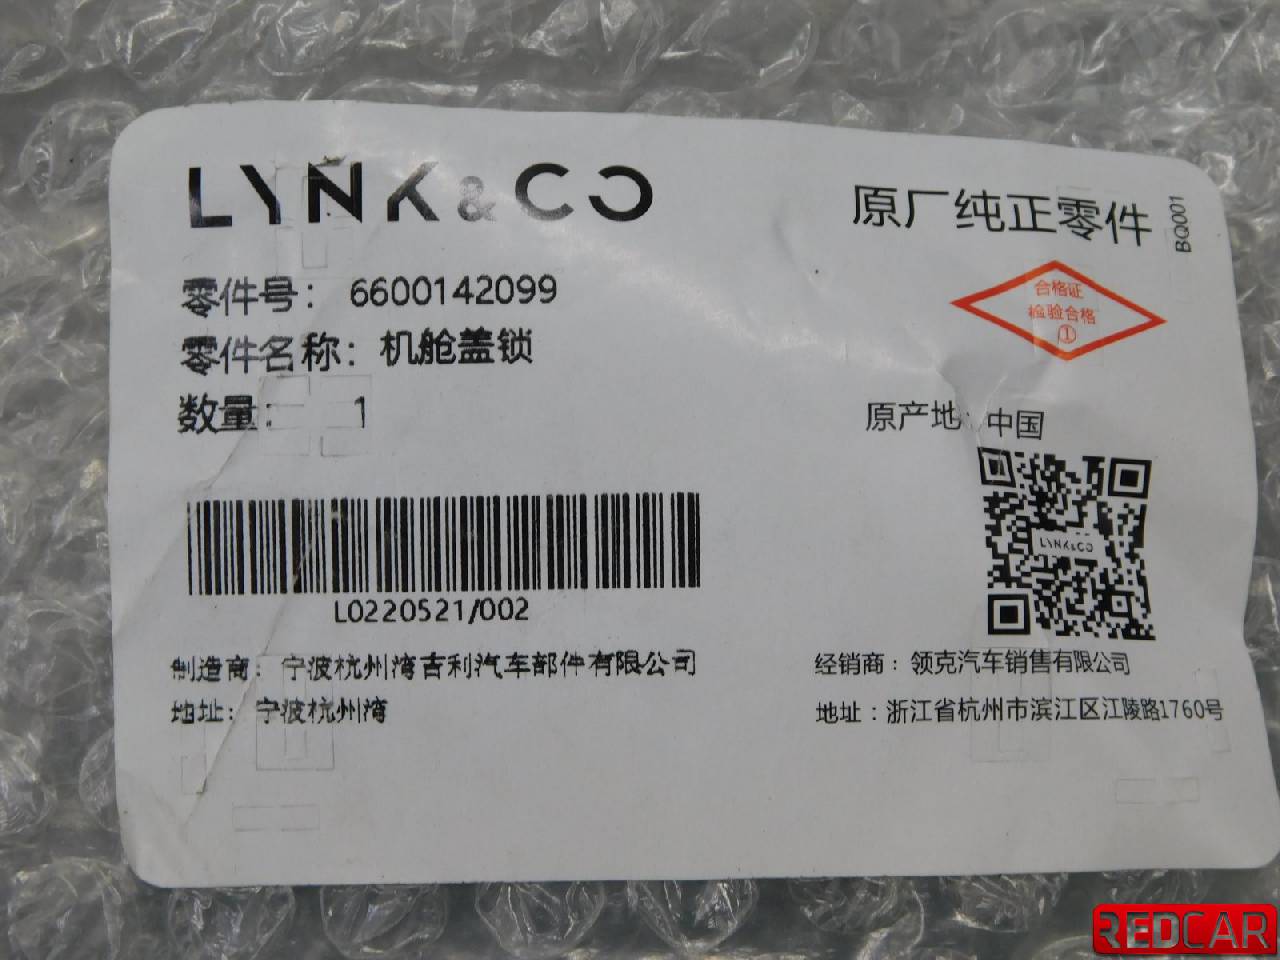 LYNK&CO
原厂纯正零件
BQ001
零件号： 6600142099
零件名称：机舱盖锁
数量： 1
合格证
检验合格
①
原产地：中国
LYNK&CO
L0220521/002
制造商：宁波杭州湾吉利汽车部件有限公司
地址：宁波杭州湾
经销商：领克汽车销售有限公司
地址：浙江省杭州市滨江区江陵路1760号
REDCAR